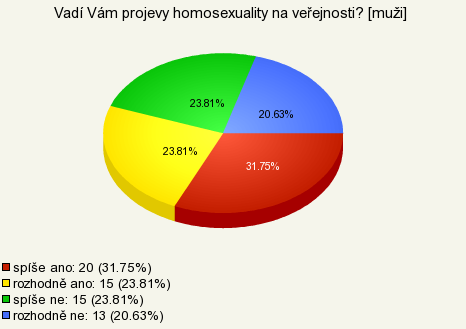 Vadí Vám projevy homosexuality na veřejnosti? [muži]
23.81%
20.63%
23.81%
31.75%
spíše ano: 20 (31.75%)
rozhodně ano: 15 (23.81%)
spíše ne: 15 (23.81%)
rozhodně ne: 13 (20.63%)